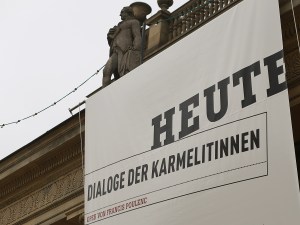 HEUTE
DIALOGE DER KARMELITINNEN
OPER VON FRANCIS POULENC